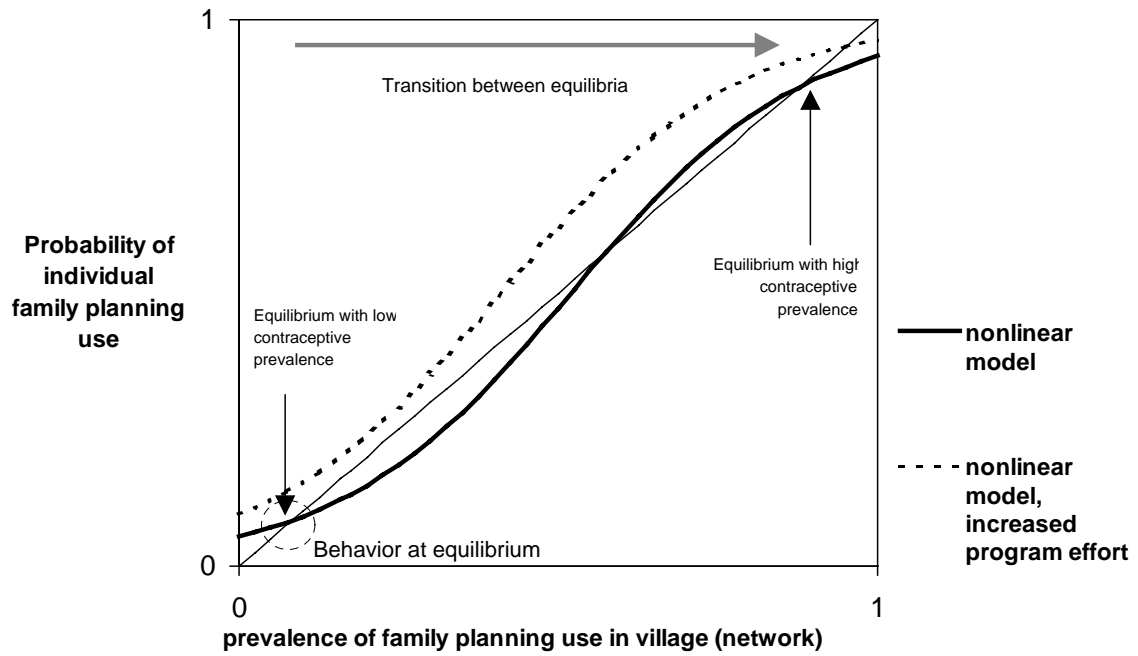 1
Transition between equilibria
Probability of
individual
family planning
use
Equilibrium with low
contraceptive
prevalence
Equilibrium with high
contraceptive
prevalence
nonlinear
model
nonlinear
model,
increased
program effort
Behavior at equilibrium
0
0
1
prevalence of family planning use in village (network)